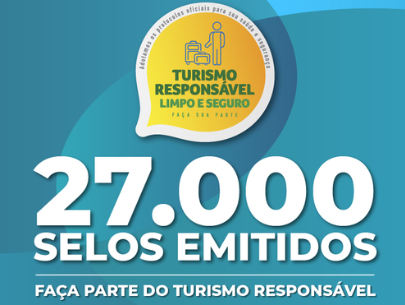 Adotamos os protocolos oficiais para sua saúde e segurança
TURISMO
RESPONSÁVEL
LIMPO E SEGURO
FAÇA SUA PARTE
27.000
SELOS EMITIDOS
FAÇA PARTE DO TURISMO RESPONSÁVEL